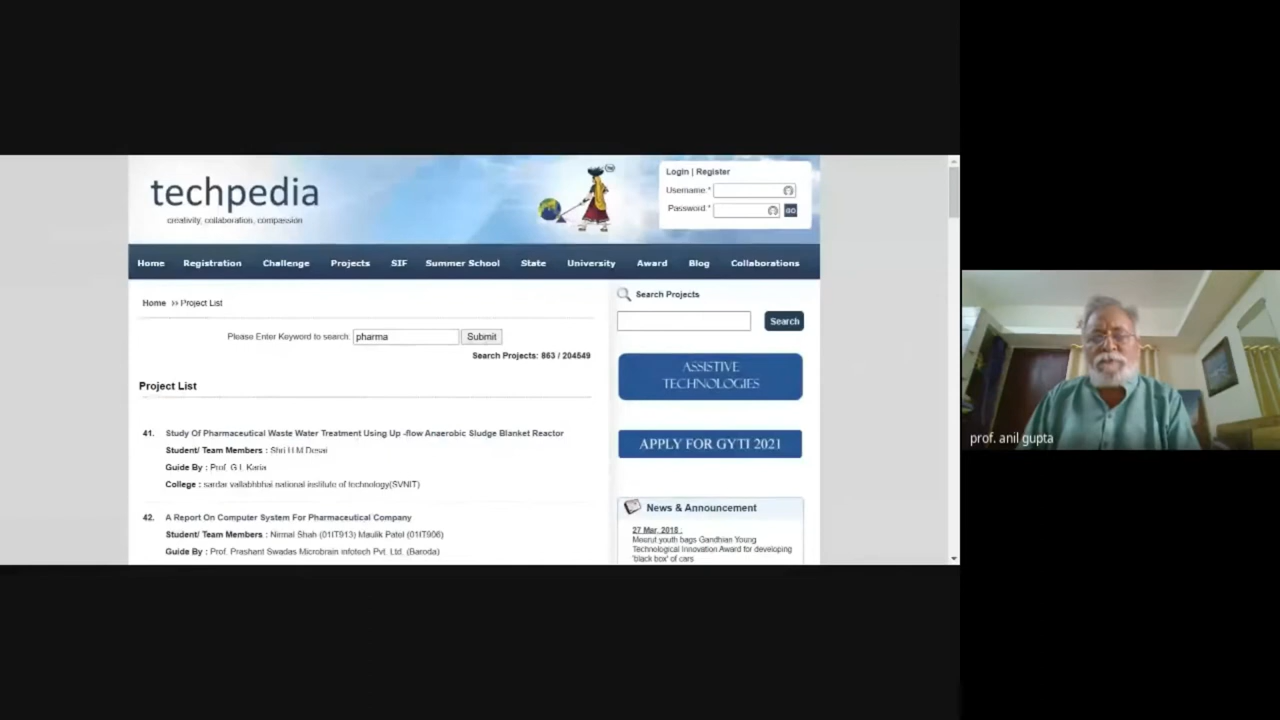 techpedia
creativity, collaboration, compassion
Login | Register
Username:*
Password:*
GO
Home Registration Challenge Projects SIF Summer School State University Award Blog Collaborations
Home >> Project List
Please Enter Keyword to search: pharma Submit
Search Projects: 863 / 204549
Project List
41. Study Of Pharmaceutical Waste Water Treatment Using Up -flow Anaerobic Sludge Blanket Reactor
Student/ Team Members : Shri H M Desai
Guide By : Prof. G I. Karia
College : sardar vallabhbhai national institute of technology(SVNIT)
42. A Report On Computer System For Pharmaceutical Company
Student/ Team Members : Nirmal Shah (01IT913) Maulik Patel (01IT906)
Guide By : Prof. Prashant Swadas Microbrain infotech Pvt. Ltd. (Baroda)
Search Projects
Search
ASSISTIVE
TECHNOLOGIES
APPLY FOR GYTI 2021
News & Announcement
27 Mar, 2018 :
Meerut youth bags Gandhian Young
Technological Innovation Award for developing
'black box' of cars
prof. anil gupta